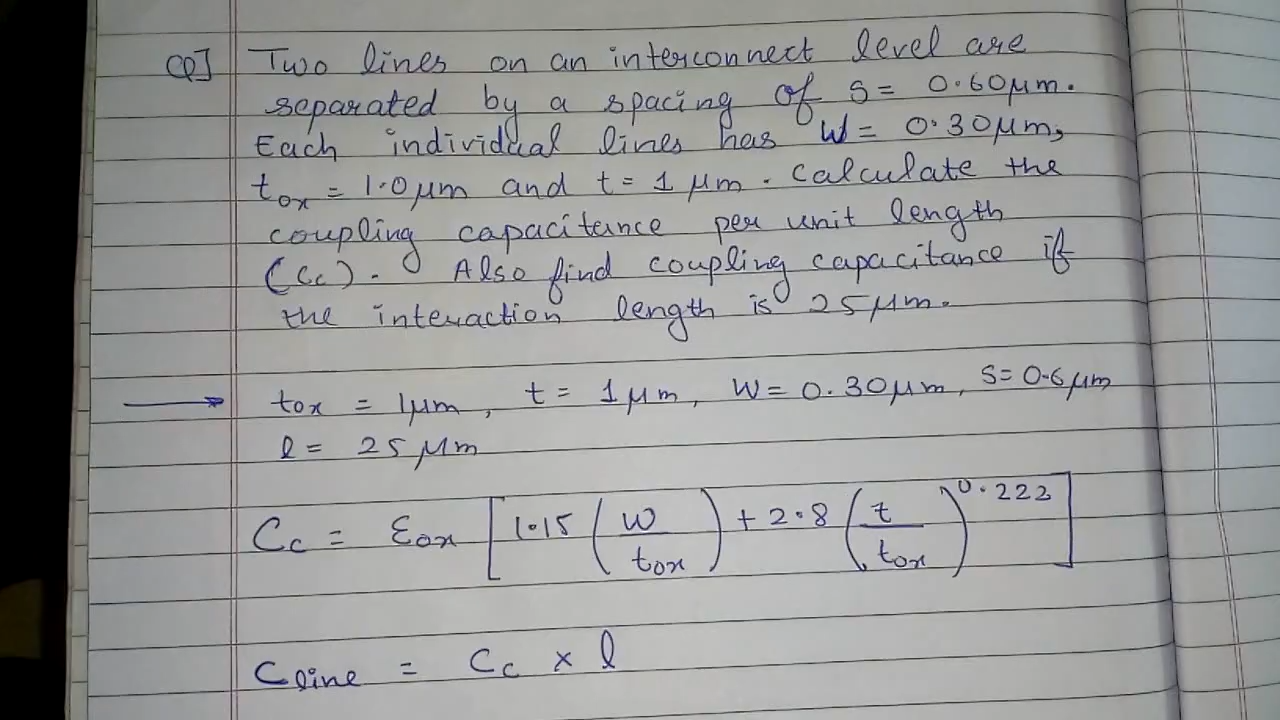 Q] Two lines on an interconnect level are
separated by a spacing of s = 0.60μm.
Each individual lines has W = 0.30μm,
tox = 1.0μm and t = 1 μm. calculate the
coupling capacitance per unit length
(Cc). Also find coupling capacitance if
the interaction length is 25μm.
→ tox = 1μm, t = 1μm, W = 0.30μm, S = 0.6μm
l = 25 μm
Cc = εox [1.15 (w/tox) + 2.8 (t/tox)^0.222]
Cline = Cc × l